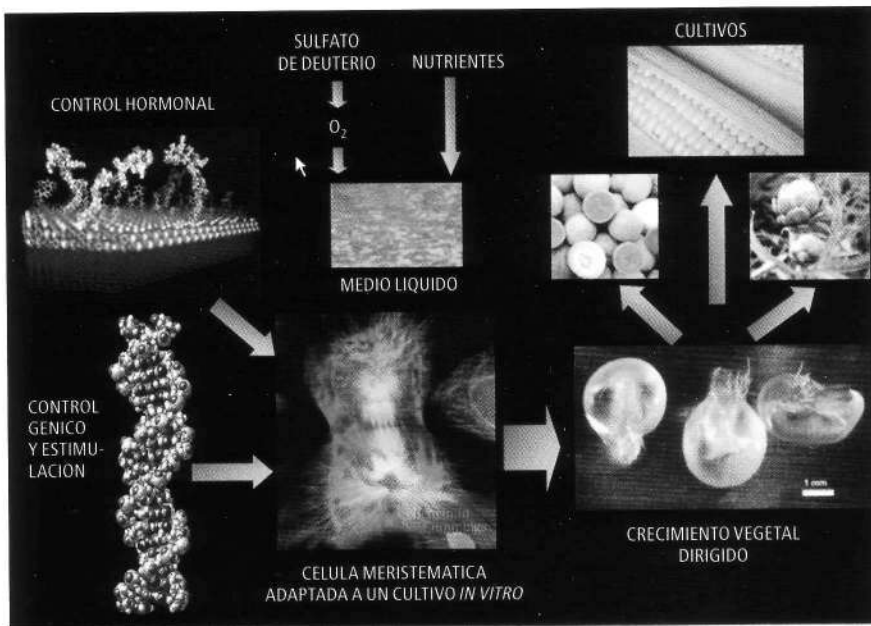 SULFATO
DE DEUTERIO
NUTRIENTES
CULTIVOS
CONTROL HORMONAL
O₂
MEDIO LIQUIDO
CONTROL
GENICO
Y ESTIMU-
LACION
1 mm
CELULA MERISTEMATICA
ADAPTADA A UN CULTIVO IN VITRO
CRECIMIENTO VEGETAL
DIRIGIDO